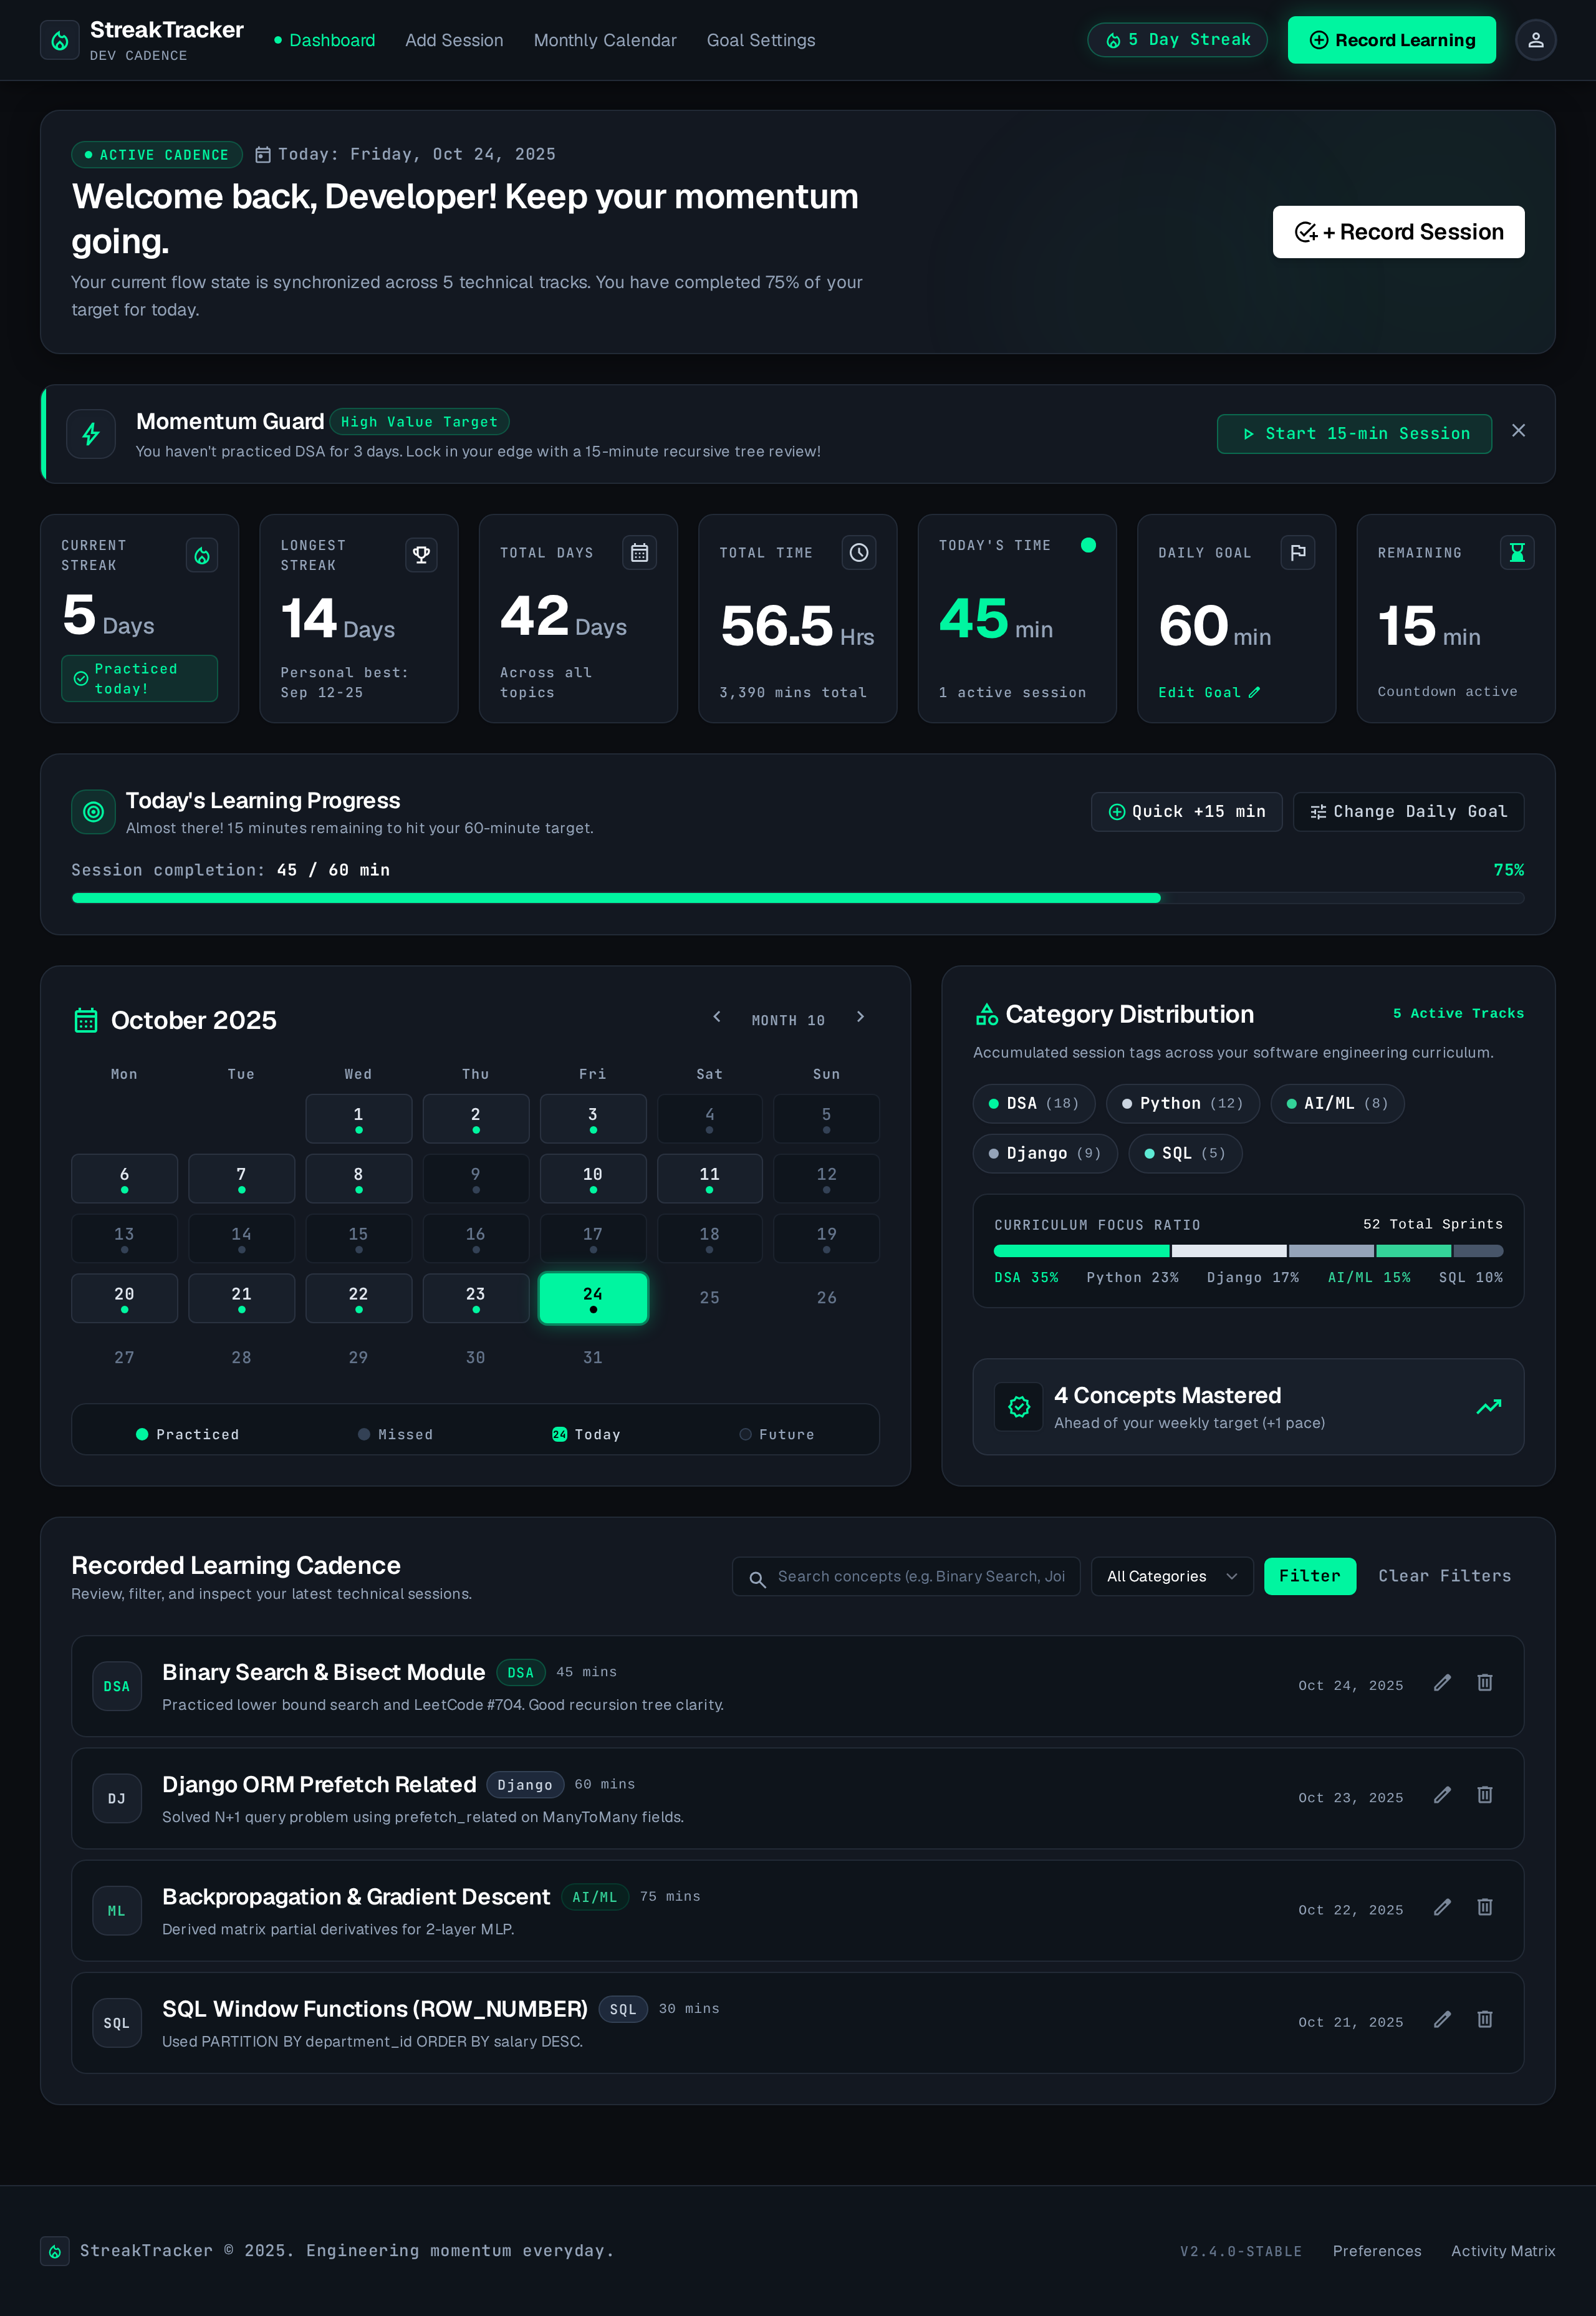 StreakTracker
DEV CADENCE
Dashboard
Add Session
Monthly Calendar
Goal Settings
5 Day Streak
Record Learning
ACTIVE CADENCE
Today: Friday, Oct 24, 2025
Welcome back, Developer! Keep your momentum
going.
Your current flow state is synchronized across 5 technical tracks. You have completed 75% of your
target for today.
+ Record Session
Momentum Guard
High Value Target
You haven't practiced DSA for 3 days. Lock in your edge with a 15-minute recursive tree review!
Start 15-min Session
CURRENT
STREAK
5 Days
Practiced
today!
LONGEST
STREAK
14 Days
Personal best:
Sep 12-25
TOTAL DAYS
42 Days
Across all
topics
TOTAL TIME
56.5 Hrs
3,390 mins total
TODAY'S TIME
45 min
1 active session
DAILY GOAL
60 min
Edit Goal
REMAINING
15 min
Countdown active
Today's Learning Progress
Almost there! 15 minutes remaining to hit your 60-minute target.
Quick +15 min
Change Daily Goal
Session completion: 45 / 60 min
75%
October 2025
MONTH 10
Mon Tue Wed Thu Fri Sat Sun
1 2 3 4 5
6 7 8 9 10 11 12
13 14 15 16 17 18 19
20 21 22 23 24 25 26
27 28 29 30 31
Practiced
Missed
24 Today
Future
Category Distribution
5 Active Tracks
Accumulated session tags across your software engineering curriculum.
DSA (18)
Python (12)
AI/ML (8)
Django (9)
SQL (5)
CURRICULUM FOCUS RATIO
52 Total Sprints
DSA 35% Python 23% Django 17% AI/ML 15% SQL 10%
4 Concepts Mastered
Ahead of your weekly target (+1 pace)
Recorded Learning Cadence
Review, filter, and inspect your latest technical sessions.
Search concepts (e.g. Binary Search, Joi
All Categories
Filter
Clear Filters
DSA
Binary Search & Bisect Module
DSA
45 mins
Practiced lower bound search and LeetCode #704. Good recursion tree clarity.
Oct 24, 2025
DJ
Django ORM Prefetch Related
Django
60 mins
Solved N+1 query problem using prefetch_related on ManyToMany fields.
Oct 23, 2025
ML
Backpropagation & Gradient Descent
AI/ML
75 mins
Derived matrix partial derivatives for 2-layer MLP.
Oct 22, 2025
SQL
SQL Window Functions (ROW_NUMBER)
SQL
30 mins
Used PARTITION BY department_id ORDER BY salary DESC.
Oct 21, 2025
StreakTracker © 2025. Engineering momentum everyday.
V2.4.0-STABLE
Preferences
Activity Matrix